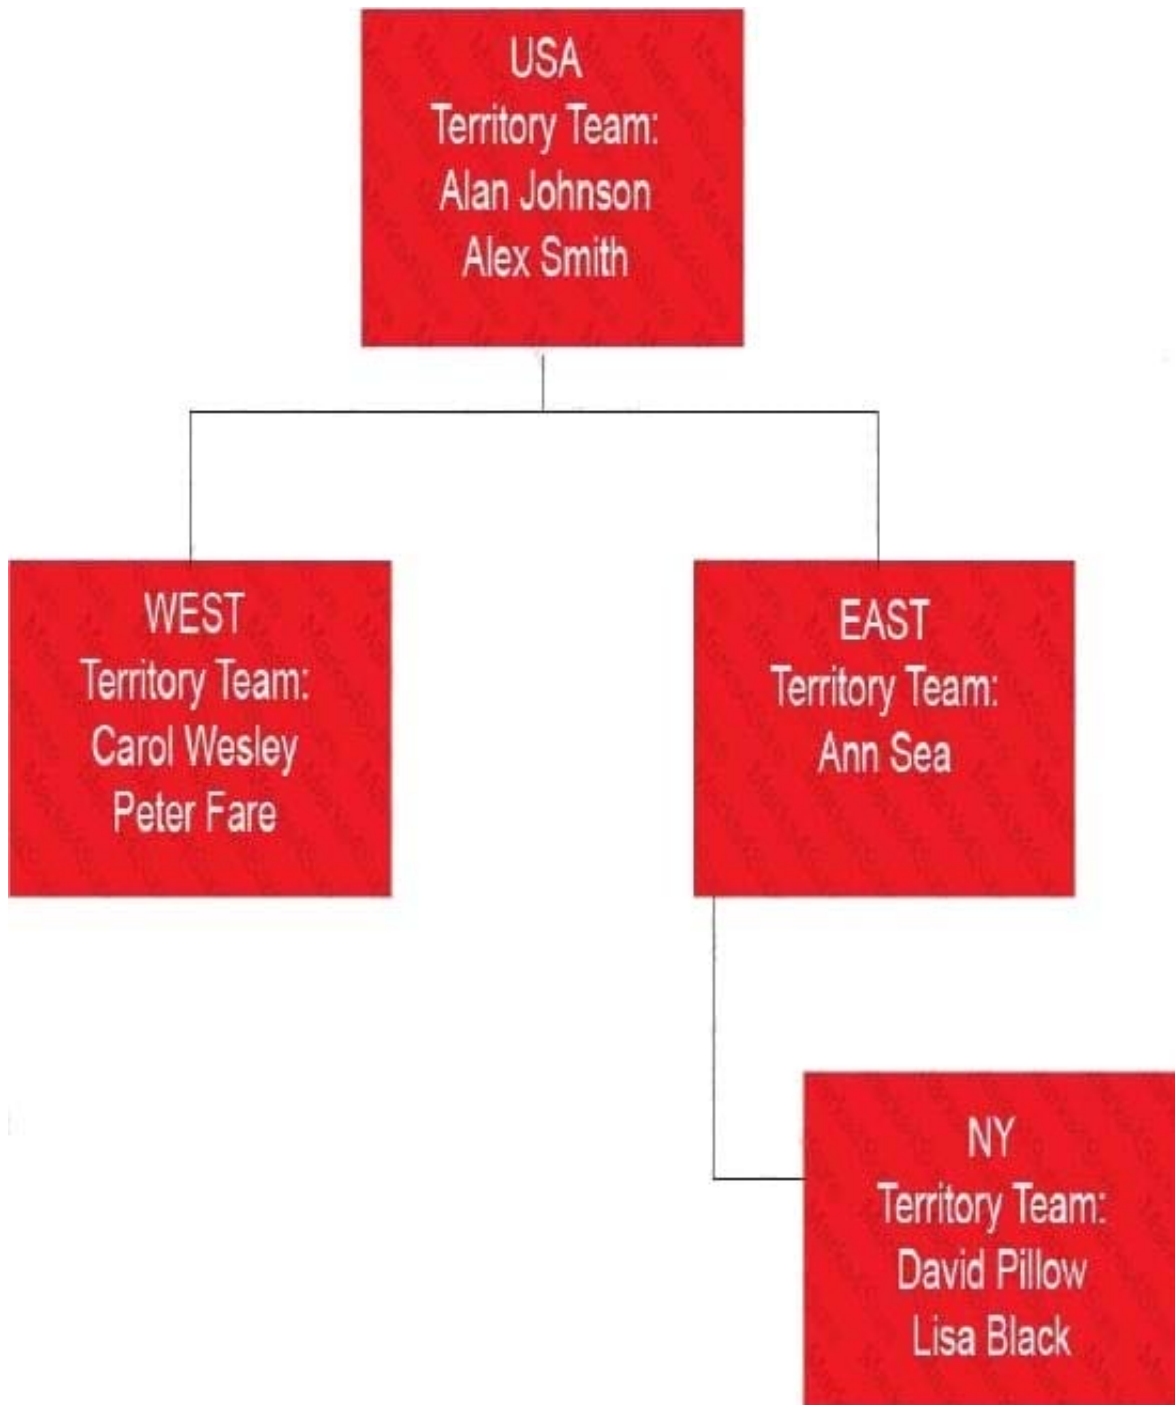 USA
Territory Team:
Alan Johnson
Alex Smith
WEST
Territory Team:
Carol Wesley
Peter Fare
EAST
Territory Team:
Ann Sea
NY
Territory Team:
David Pillow
Lisa Black